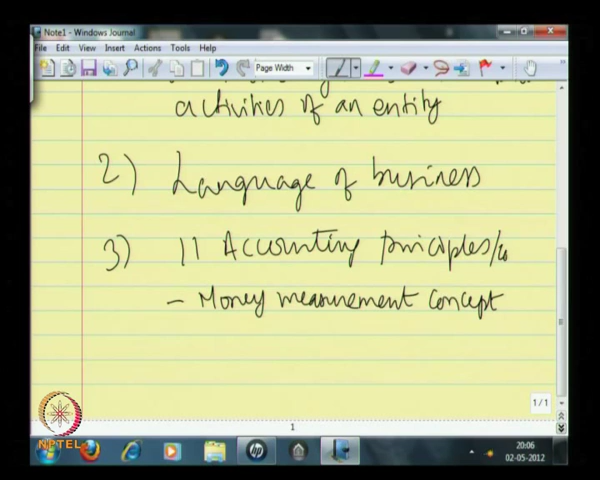 Note1 - Windows Journal
File Edit View Insert Actions Tools Help
Page Width
activities of an entity
2) Language of business
3) 11 Accounting principles/co
- Money measurement concept
1/1
1
NPTEL
20:06
02-05-2012